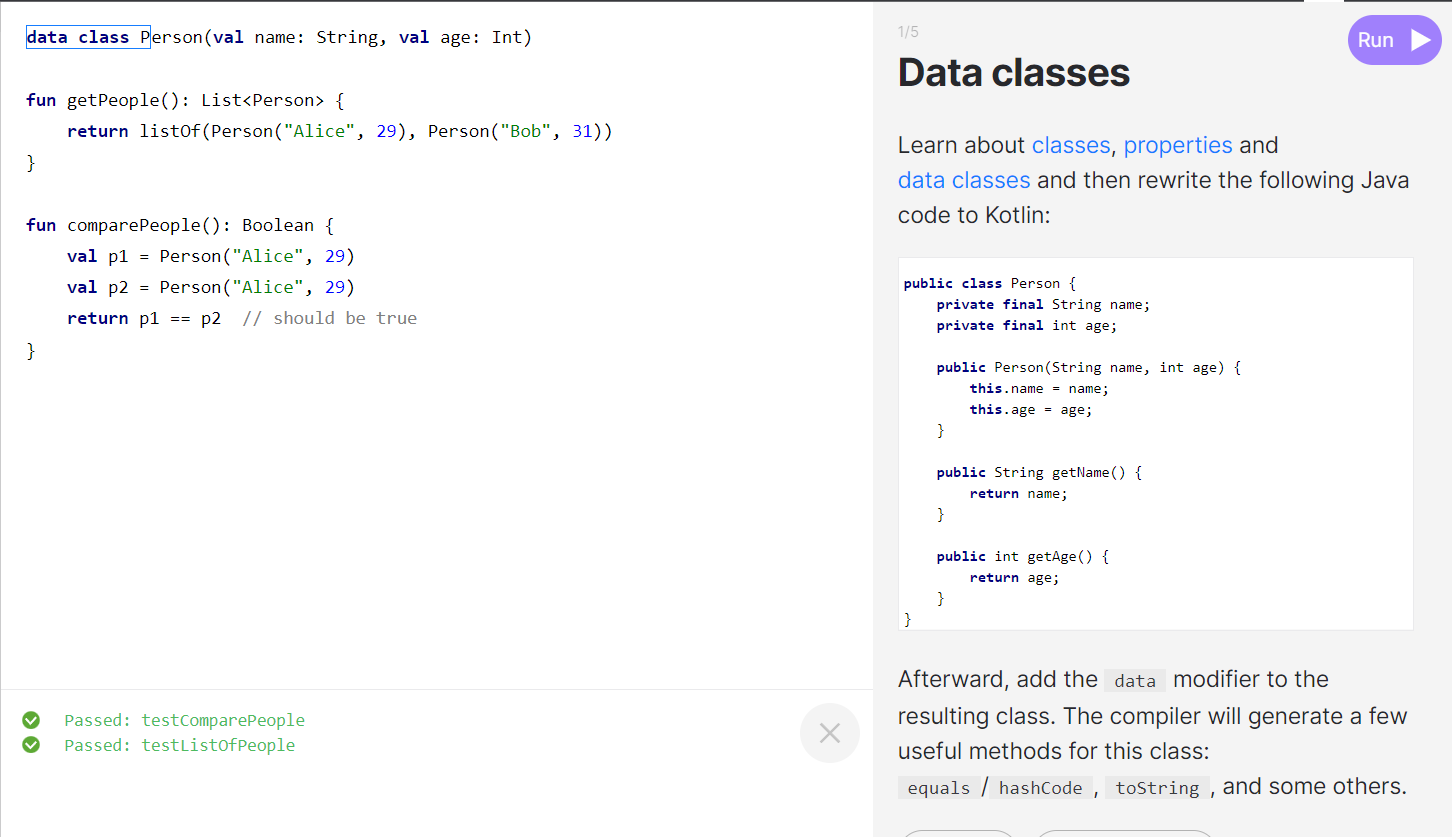 data class Person(val name: String, val age: Int)
fun getPeople(): List<Person> {
    return listOf(Person("Alice", 29), Person("Bob", 31))
}
fun comparePeople(): Boolean {
    val p1 = Person("Alice", 29)
    val p2 = Person("Alice", 29)
    return p1 == p2  // should be true
}
Passed: testComparePeople
Passed: testListOfPeople
1/5
Run
Data classes
Learn about classes, properties and
data classes and then rewrite the following Java
code to Kotlin:
public class Person {
    private final String name;
    private final int age;
    public Person(String name, int age) {
        this.name = name;
        this.age = age;
    }
    public String getName() {
        return name;
    }
    public int getAge() {
        return age;
    }
}
Afterward, add the data modifier to the
resulting class. The compiler will generate a few
useful methods for this class:
equals / hashCode, toString, and some others.